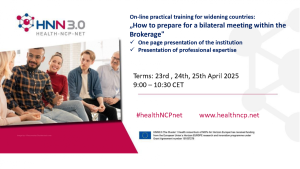 HNN 3.0
HEALTH-NCP-NET
On-line practical training for widening countries:
„How to prepare for a bilateral meeting within the
Brokerage"
✓ One page presentation of the institution
✓ Presentation of professional expertise
Terms: 23rd , 24th, 25th April 2025
9:00 – 10:30 CET
#healthNCPnet www.healthncp.net